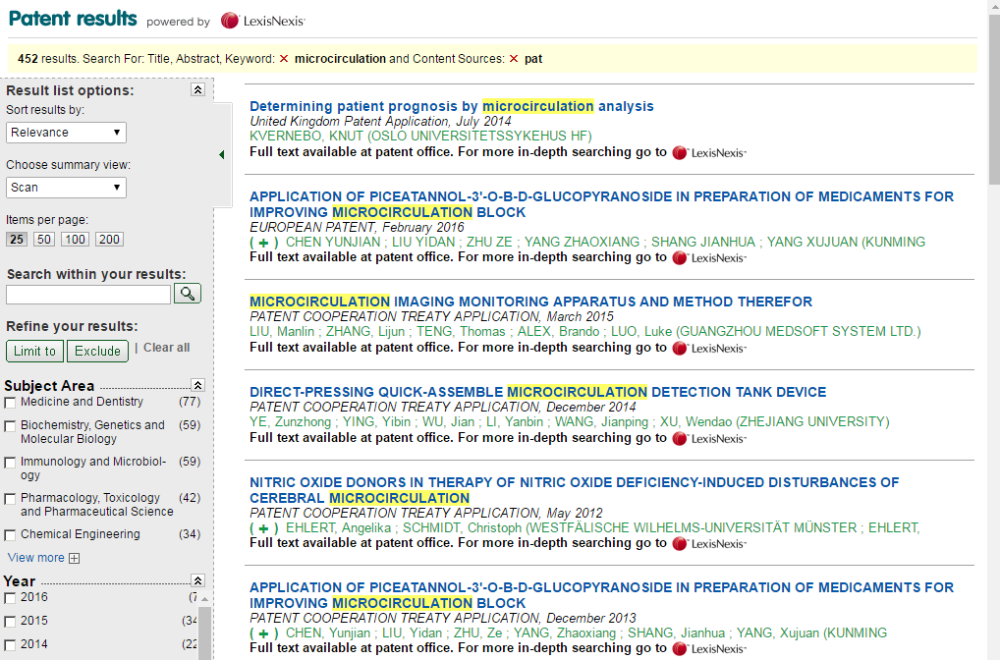 Patent results powered by LexisNexis
452 results. Search For: Title, Abstract, Keyword: ✕ microcirculation and Content Sources: ✕ pat
Result list options:
Sort results by:
Relevance
Choose summary view:
Scan
Items per page:
25 50 100 200
Search within your results:
Refine your results:
Limit to Exclude | Clear all
Subject Area
Medicine and Dentistry (77)
Biochemistry, Genetics and (59)
Molecular Biology
Immunology and Microbiol- (59)
ogy
Pharmacology, Toxicology (42)
and Pharmaceutical Science
Chemical Engineering (34)
View more
Year
2016
2015 (34
2014 (22
Determining patient prognosis by microcirculation analysis
United Kingdom Patent Application, July 2014
KVERNEBO, KNUT (OSLO UNIVERSITETSSYKEHUS HF)
Full text available at patent office. For more in-depth searching go to LexisNexis
APPLICATION OF PICEATANNOL-3'-O-B-D-GLUCOPYRANOSIDE IN PREPARATION OF MEDICAMENTS FOR
IMPROVING MICROCIRCULATION BLOCK
EUROPEAN PATENT, February 2016
( + ) CHEN YUNJIAN ; LIU YIDAN ; ZHU ZE ; YANG ZHAOXIANG ; SHANG JIANHUA ; YANG XUJUAN (KUNMING
Full text available at patent office. For more in-depth searching go to LexisNexis
MICROCIRCULATION IMAGING MONITORING APPARATUS AND METHOD THEREFOR
PATENT COOPERATION TREATY APPLICATION, March 2015
LIU, Manlin ; ZHANG, Lijun ; TENG, Thomas ; ALEX, Brando ; LUO, Luke (GUANGZHOU MEDSOFT SYSTEM LTD.)
Full text available at patent office. For more in-depth searching go to LexisNexis
DIRECT-PRESSING QUICK-ASSEMBLE MICROCIRCULATION DETECTION TANK DEVICE
PATENT COOPERATION TREATY APPLICATION, December 2014
YE, Zunzhong ; YING, Yibin ; WU, Jian ; LI, Yanbin ; WANG, Jianping ; XU, Wendao (ZHEJIANG UNIVERSITY)
Full text available at patent office. For more in-depth searching go to LexisNexis
NITRIC OXIDE DONORS IN THERAPY OF NITRIC OXIDE DEFICIENCY-INDUCED DISTURBANCES OF
CEREBRAL MICROCIRCULATION
PATENT COOPERATION TREATY APPLICATION, May 2012
( + ) EHLERT, Angelika ; SCHMIDT, Christoph (WESTFÄLISCHE WILHELMS-UNIVERSITÄT MÜNSTER ; EHLERT,
Full text available at patent office. For more in-depth searching go to LexisNexis
APPLICATION OF PICEATANNOL-3'-O-B-D-GLUCOPYRANOSIDE IN PREPARATION OF MEDICAMENTS FOR
IMPROVING MICROCIRCULATION BLOCK
PATENT COOPERATION TREATY APPLICATION, December 2013
( + ) CHEN, Yunjian ; LIU, Yidan ; ZHU, Ze ; YANG, Zhaoxiang ; SHANG, Jianhua ; YANG, Xujuan (KUNMING
Full text available at patent office. For more in-depth searching go to LexisNexis